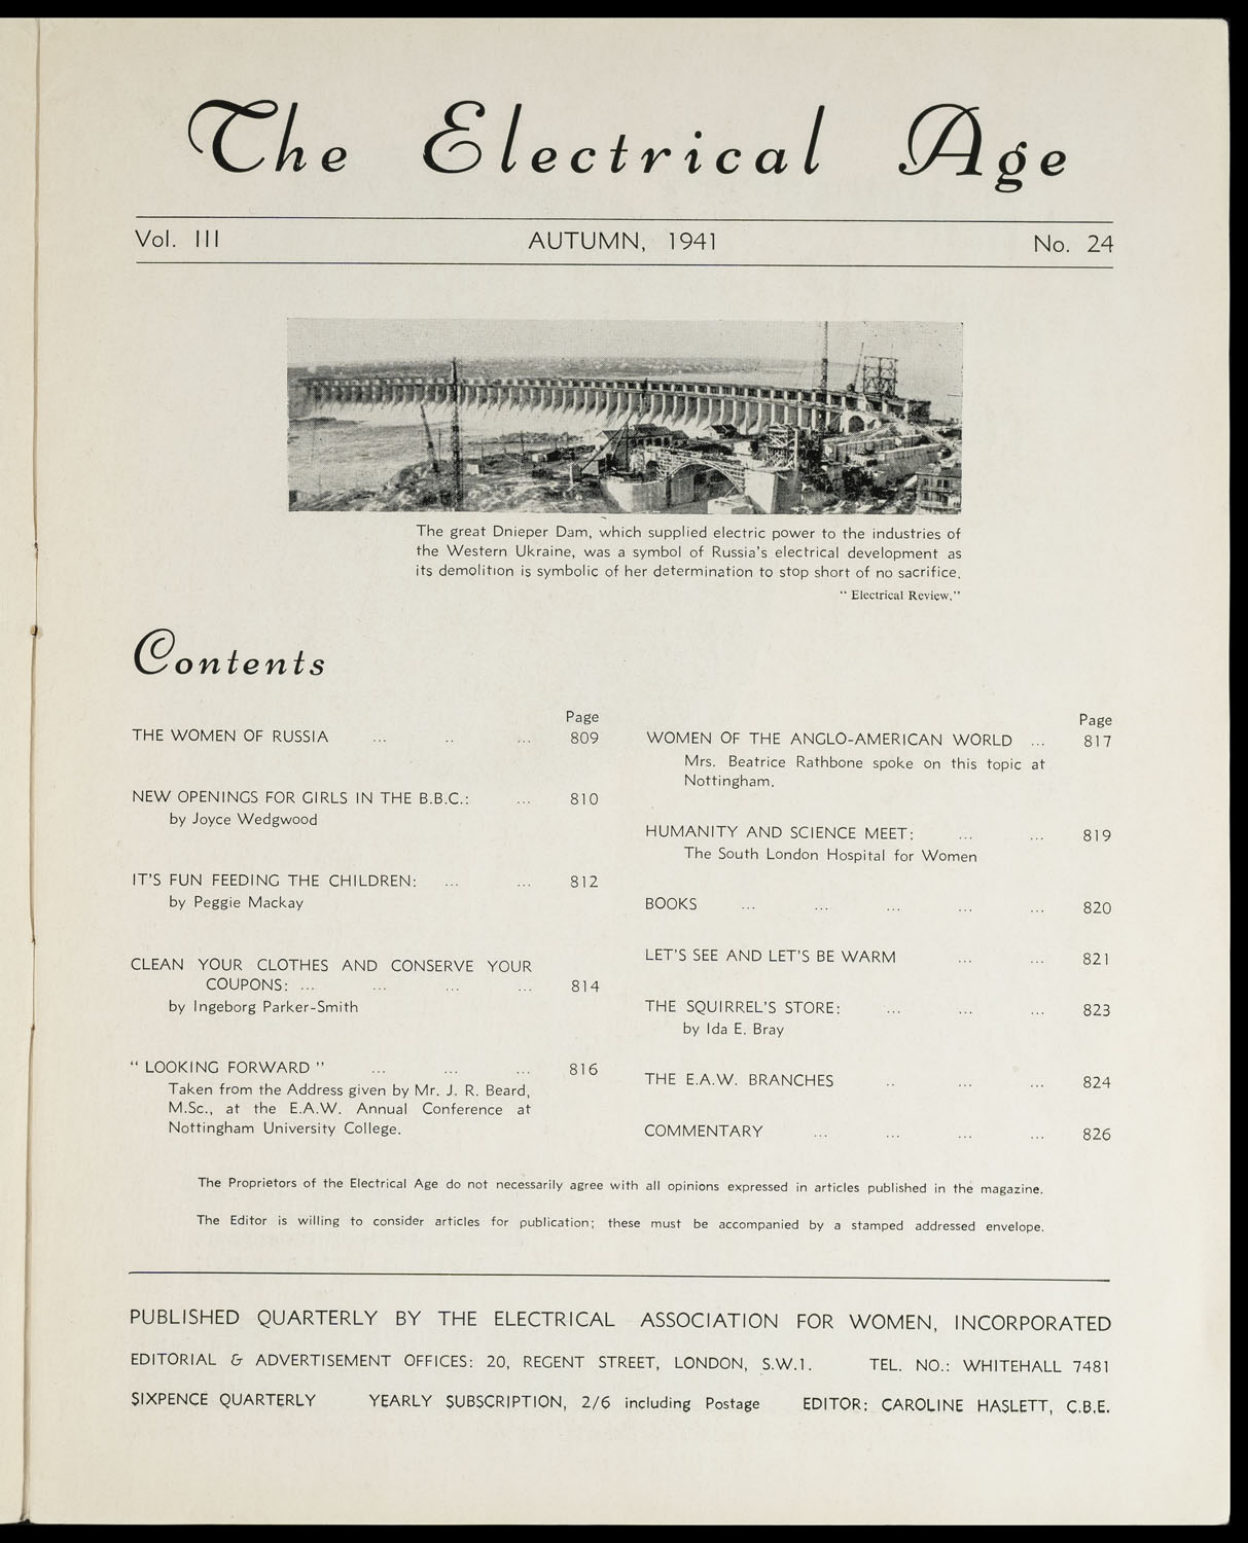 The Electrical Age
Vol. III AUTUMN, 1941 No. 24
The great Dnieper Dam, which supplied electric power to the industries of
the Western Ukraine, was a symbol of Russia's electrical development as
its demolition is symbolic of her determination to stop short of no sacrifice.
"Electrical Review."
Contents
Page
THE WOMEN OF RUSSIA ... .. ... 809
NEW OPENINGS FOR GIRLS IN THE B.B.C.: ... 810
by Joyce Wedgwood
IT'S FUN FEEDING THE CHILDREN: ... ... 812
by Peggie Mackay
CLEAN YOUR CLOTHES AND CONSERVE YOUR
COUPONS: ... ... ... ... 814
by Ingeborg Parker-Smith
"LOOKING FORWARD" ... ... ... 816
Taken from the Address given by Mr. J. R. Beard,
M.Sc., at the E.A.W. Annual Conference at
Nottingham University College.
Page
WOMEN OF THE ANGLO-AMERICAN WORLD ... 817
Mrs. Beatrice Rathbone spoke on this topic at
Nottingham.
HUMANITY AND SCIENCE MEET: ... ... 819
The South London Hospital for Women
BOOKS ... ... ... ... ... 820
LET'S SEE AND LET'S BE WARM ... ... 821
THE SQUIRREL'S STORE: ... ... ... 823
by Ida E. Bray
THE E.A.W. BRANCHES .. ... ... 824
COMMENTARY ... ... ... ... 826
The Proprietors of the Electrical Age do not necessarily agree with all opinions expressed in articles published in the magazine.
The Editor is willing to consider articles for publication; these must be accompanied by a stamped addressed envelope.
PUBLISHED QUARTERLY BY THE ELECTRICAL ASSOCIATION FOR WOMEN, INCORPORATED
EDITORIAL & ADVERTISEMENT OFFICES: 20, REGENT STREET, LONDON, S.W.1. TEL. NO.: WHITEHALL 7481
SIXPENCE QUARTERLY YEARLY SUBSCRIPTION, 2/6 including Postage EDITOR: CAROLINE HASLETT, C.B.E.